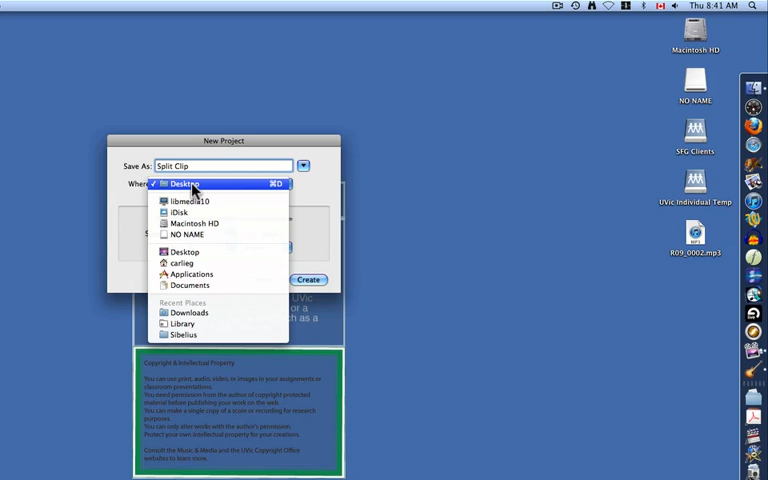 Thu 8:41 AM
Macintosh HD
NO NAME
SFG Clients
UVic Individual Temp
MP3
R09_0002.mp3
New Project
Save As: Split Clip
Where
Desktop ⌘D
libmedia10
iDisk
Macintosh HD
NO NAME
Desktop
carlieg
Applications
Documents
Recent Places
Downloads
Library
Sibelius
Create
UVic
or a
such as a
Copyright & Intellectual Property
You can use print, audio, video, or images in your assignments or
classroom presentations.
You need permission from the author of copyright protected
material before publishing your work on the web.
You can make a single copy of a score or recording for research
purposes.
You can only alter works with the author's permission.
Protect your own intellectual property for your creations.
Consult the Music & Media and the UVic Copyright Office
websites to learn more.